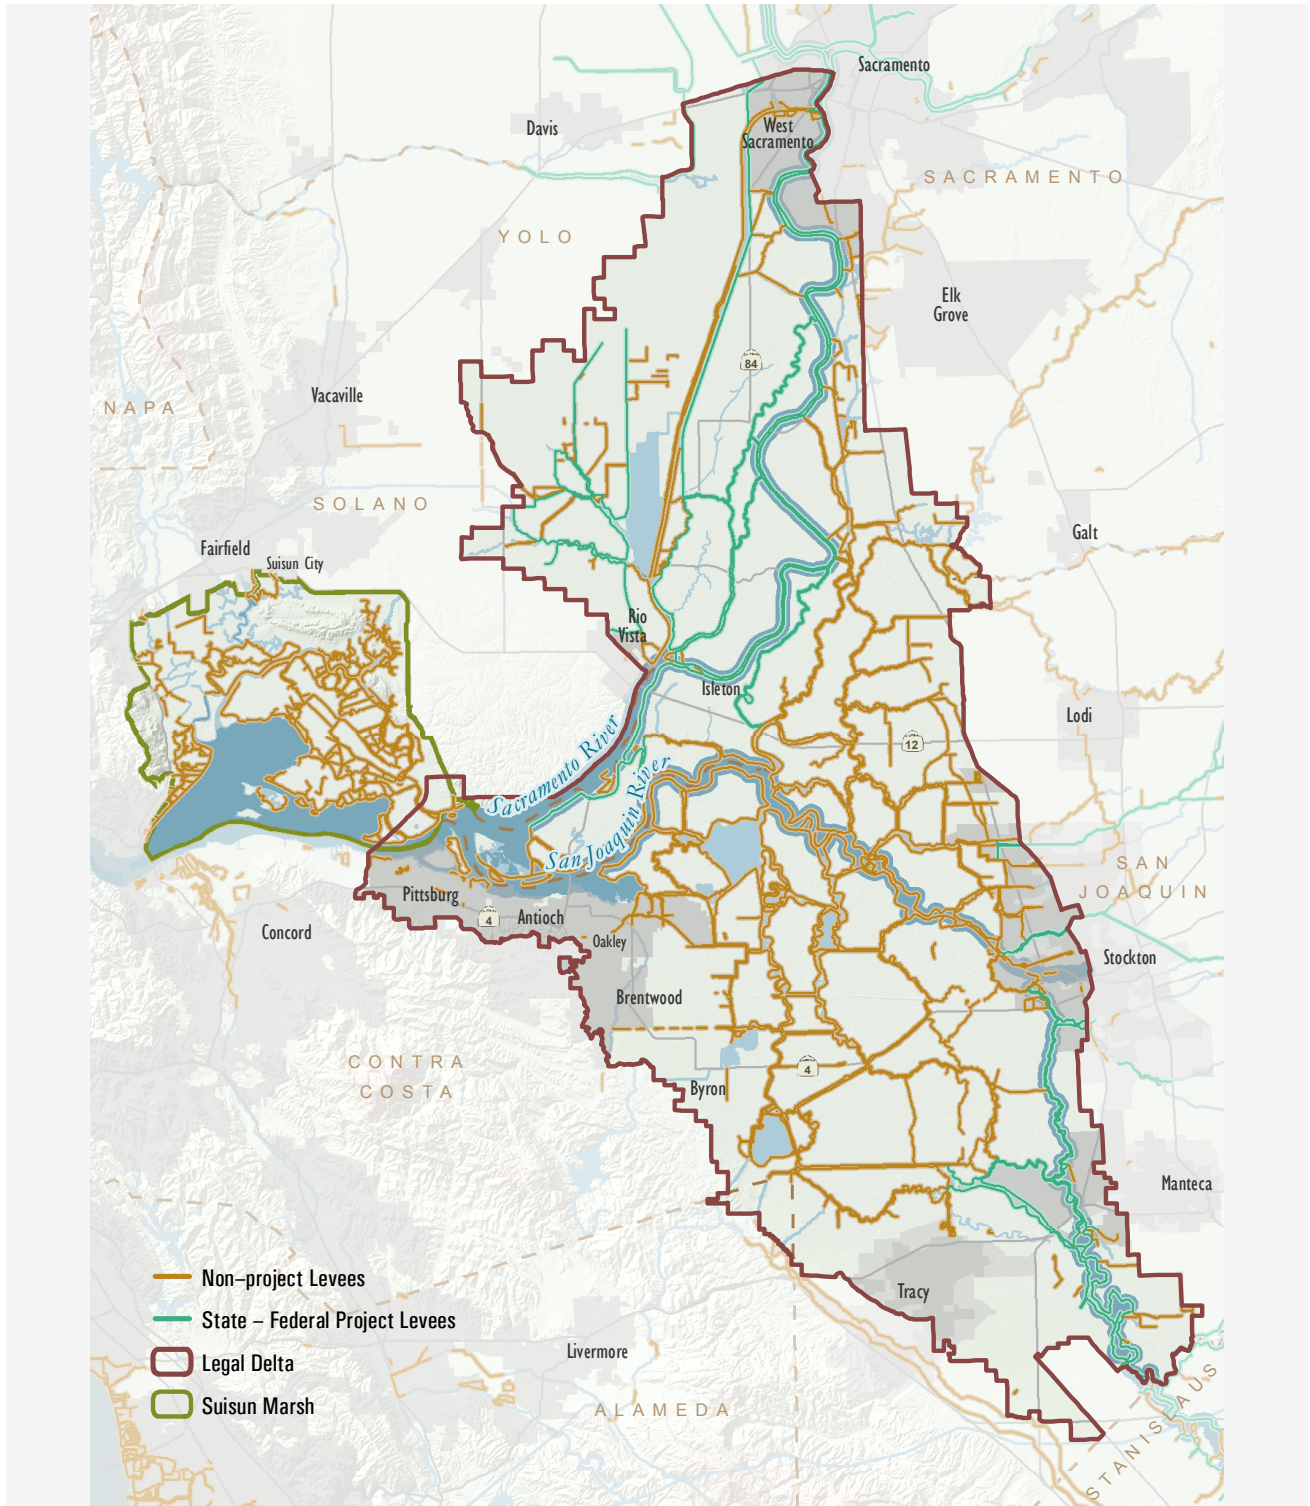 Sacramento
Davis
West
Sacramento
SACRAMENTO
YOLO
Elk
Grove
84
Vacaville
NAPA
SOLANO
Galt
Fairfield
Suisun City
Rio
Vista
Isleton
Lodi
12
Sacramento River
San Joaquin River
SAN
JOAQUIN
Pittsburg
4
Antioch
Concord
Oakley
Stockton
Brentwood
CONTRA
COSTA
4
Byron
Manteca
Tracy
Livermore
ALAMEDA
STANISLAUS
Non–project Levees
State – Federal Project Levees
Legal Delta
Suisun Marsh